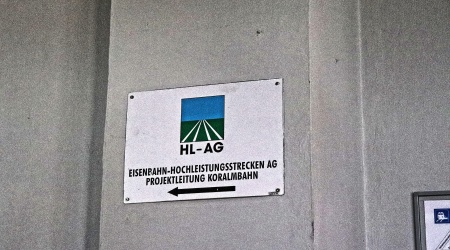 HL-AG
EISENBAHN-HOCHLEISTUNGSSTRECKEN AG
PROJEKTLEITUNG KORALMBAHN